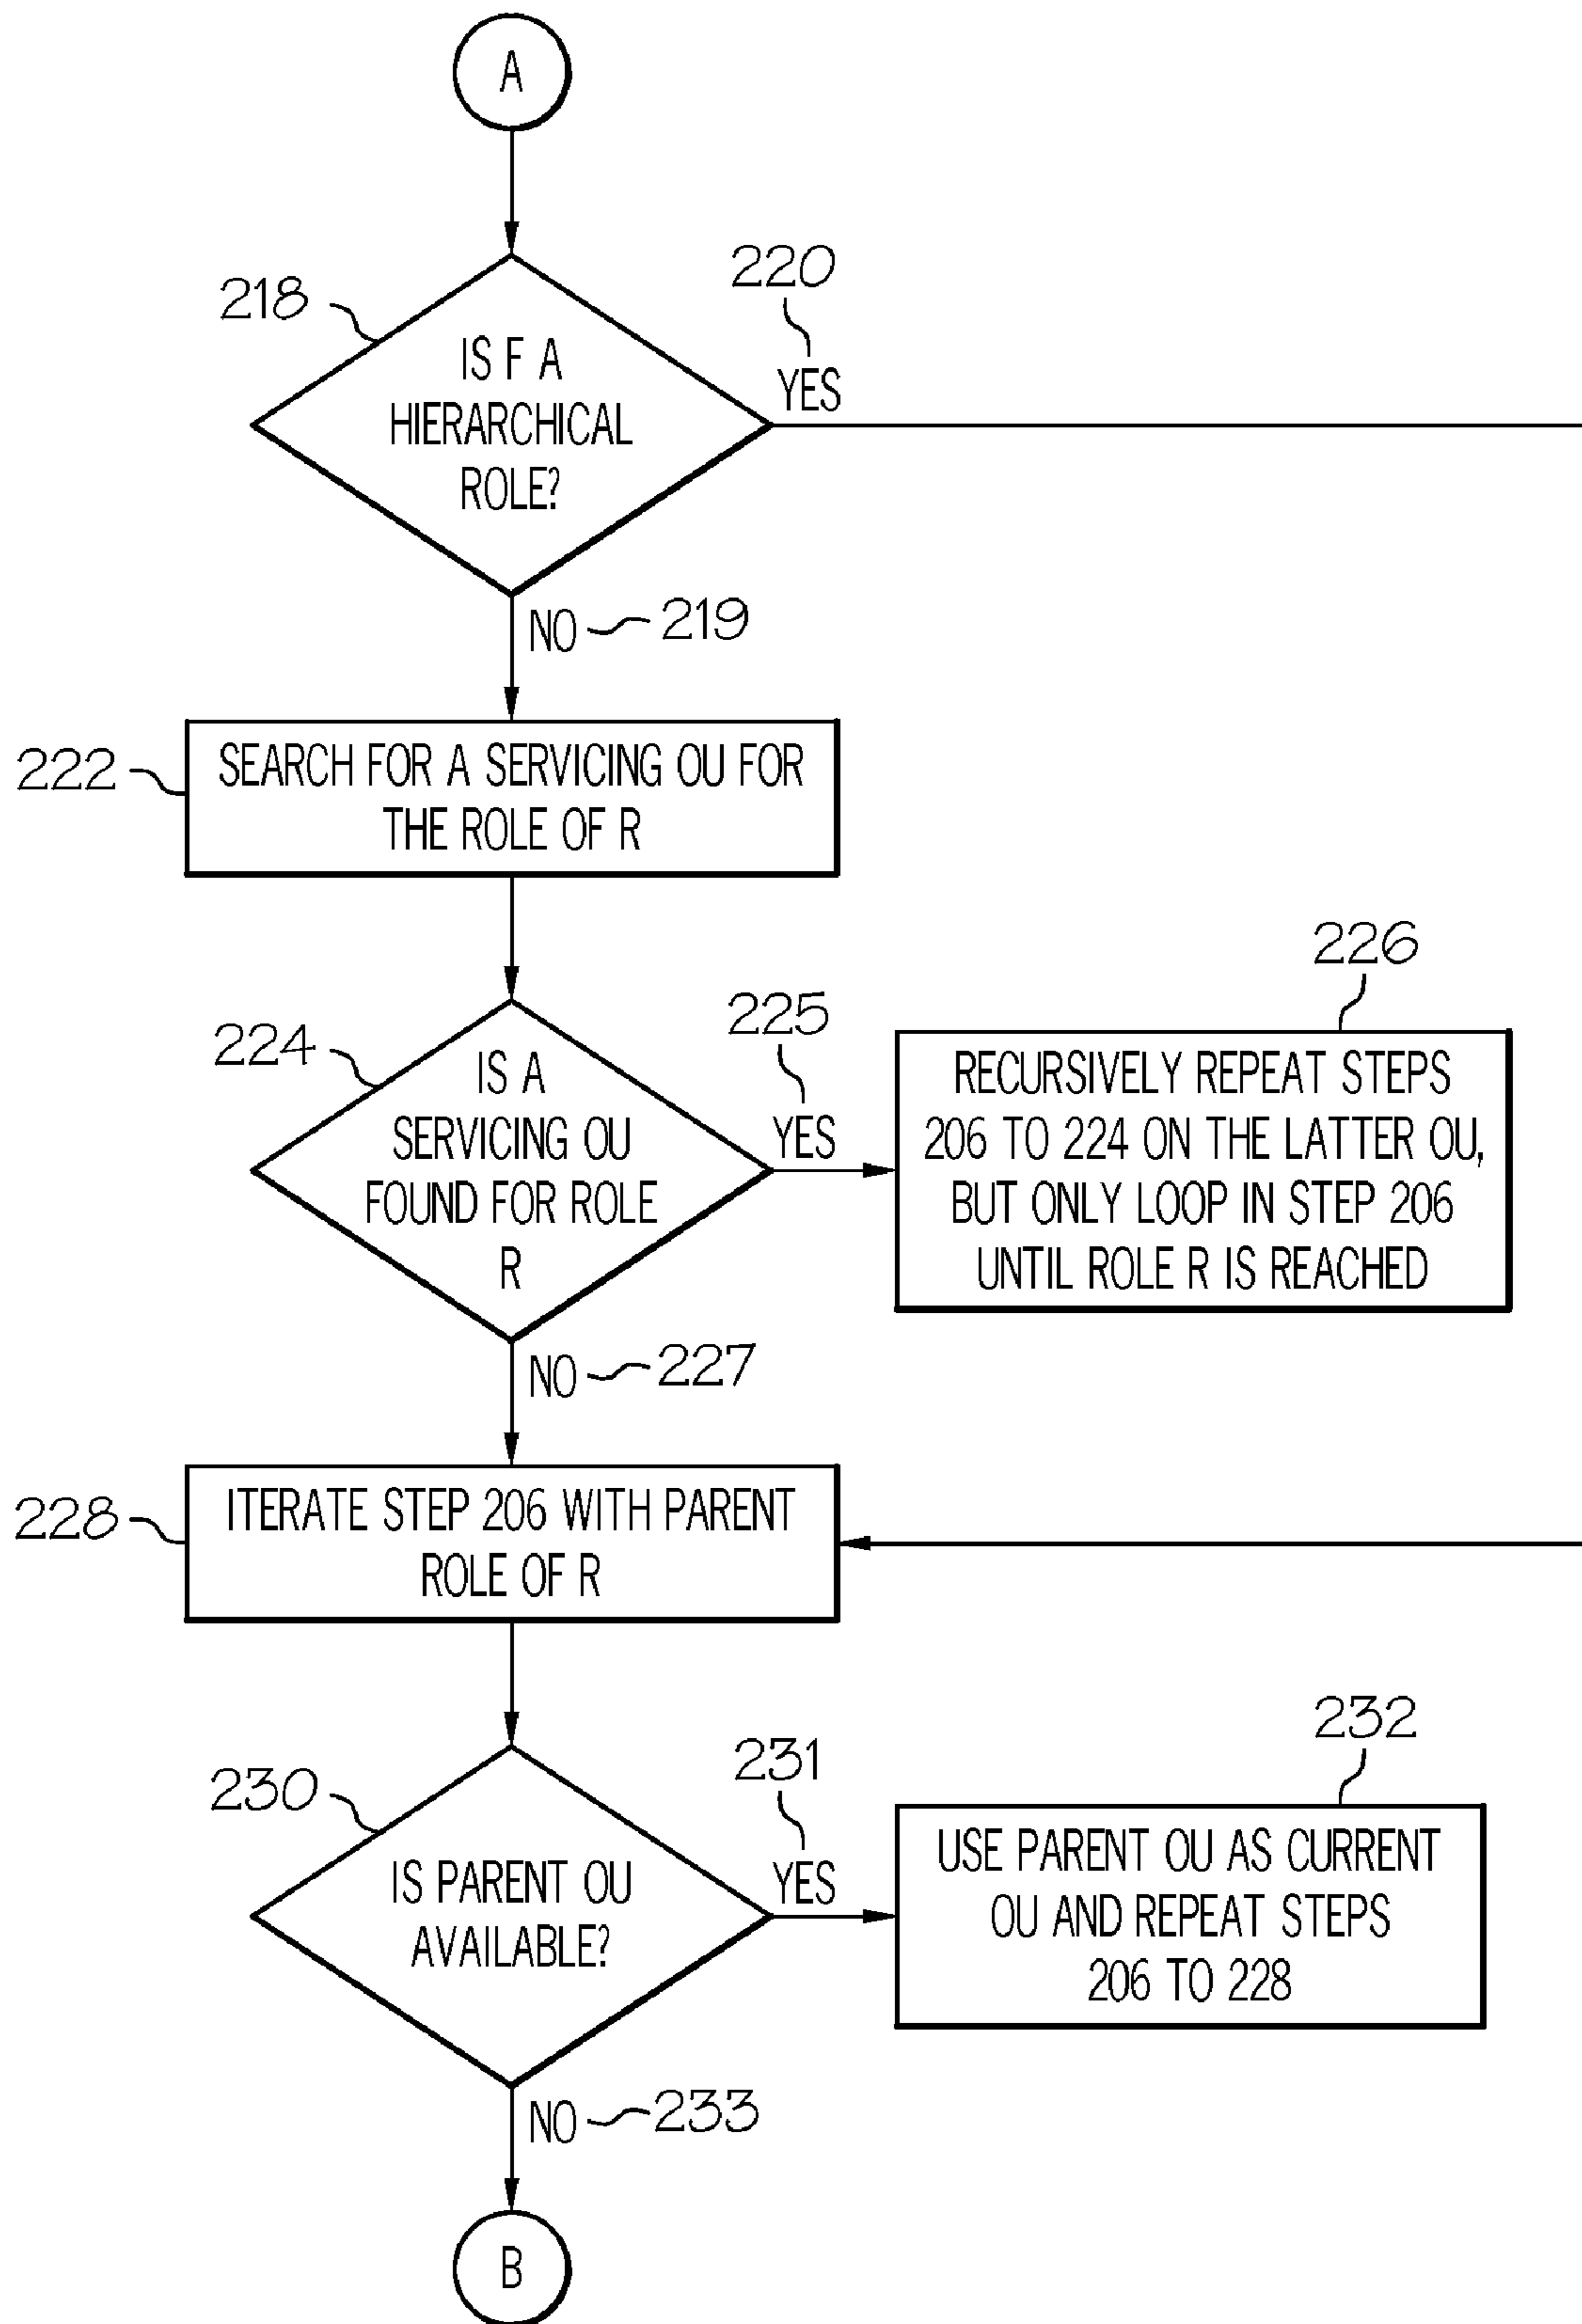 A
218
220
IS F A
HIERARCHICAL
ROLE?
YES
NO
219
222
SEARCH FOR A SERVICING OU FOR
THE ROLE OF R
224
225
226
IS A
SERVICING OU
FOUND FOR ROLE
R
YES
RECURSIVELY REPEAT STEPS
206 TO 224 ON THE LATTER OU,
BUT ONLY LOOP IN STEP 206
UNTIL ROLE R IS REACHED
NO
227
228
ITERATE STEP 206 WITH PARENT
ROLE OF R
230
231
232
IS PARENT OU
AVAILABLE?
YES
USE PARENT OU AS CURRENT
OU AND REPEAT STEPS
206 TO 228
NO
233
B